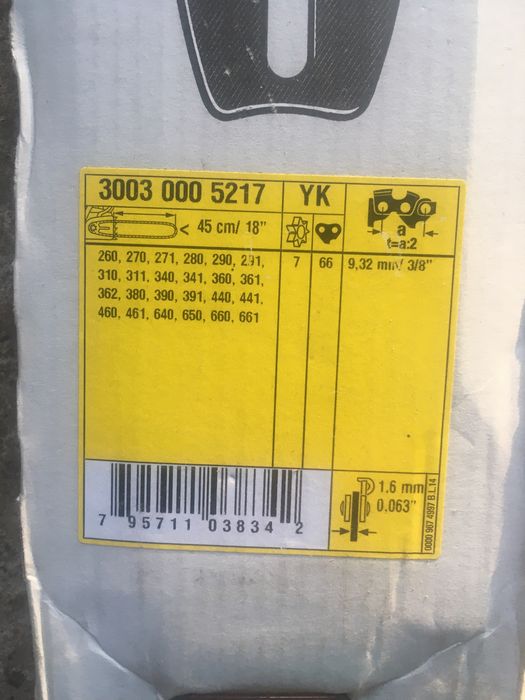 3003 000 5217 YK
< 45 cm/ 18"
a
t=a:2
260, 270, 271, 280, 290, 291, 7 66 9,32 mm/ 3/8"
310, 311, 340, 341, 360, 361,
362, 380, 390, 391, 440, 441,
460, 461, 640, 650, 660, 661
1.6 mm
0.063"
7 95711 03834 2
0000 907 4997 B L14